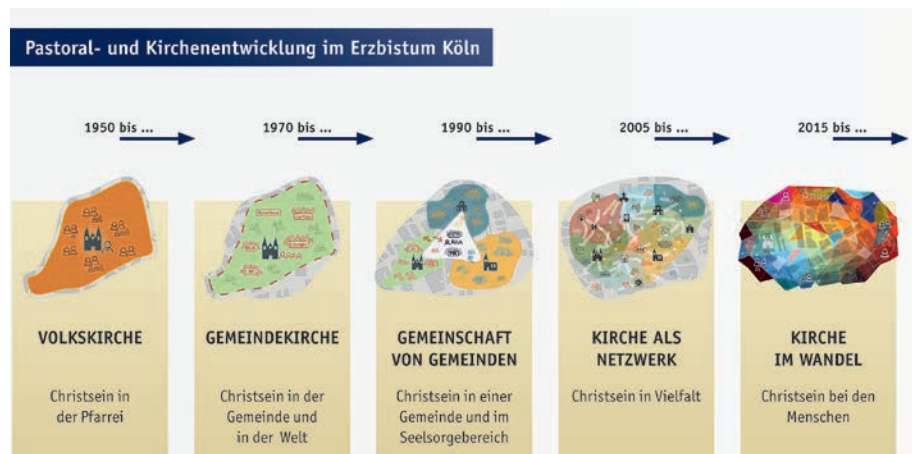 Pastoral- und Kirchenentwicklung im Erzbistum Köln
1950 bis ...
1970 bis ...
1990 bis ...
2005 bis ...
2015 bis ...
VOLKSKIRCHE
Christsein in
der Pfarrei
GEMEINDEKIRCHE
Christsein in der
Gemeinde und
in der Welt
GEMEINSCHAFT
VON GEMEINDEN
Christsein in einer
Gemeinde und im
Seelsorgebereich
KIRCHE ALS
NETZWERK
Christsein in Vielfalt
KIRCHE
IM WANDEL
Christsein bei den
Menschen